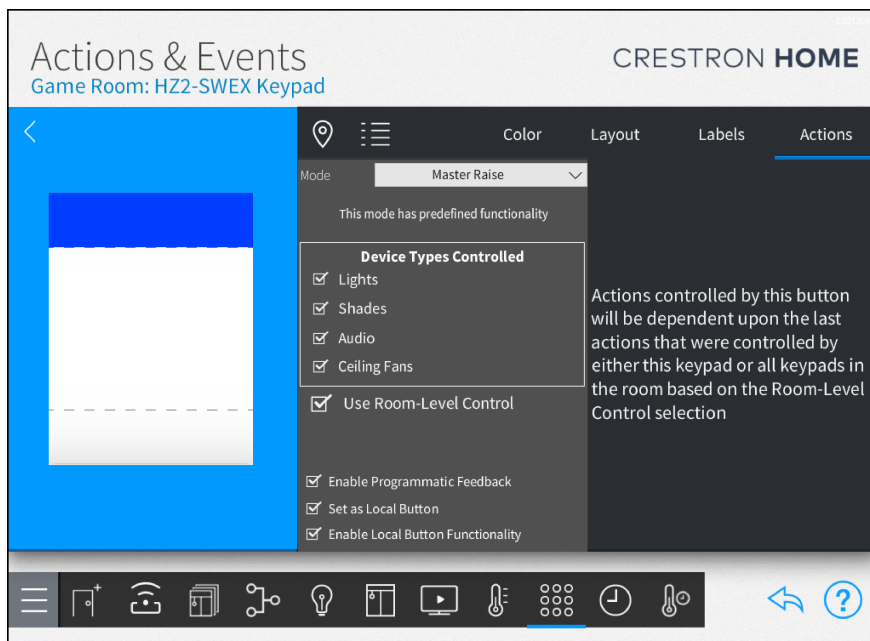 Actions & Events
Game Room: HZ2-SWEX Keypad
CRESTRON HOME
Color
Layout
Labels
Actions
Mode
Master Raise
This mode has predefined functionality
Device Types Controlled
Lights
Shades
Audio
Ceiling Fans
Use Room-Level Control
Enable Programmatic Feedback
Set as Local Button
Enable Local Button Functionality
Actions controlled by this button
will be dependent upon the last
actions that were controlled by
either this keypad or all keypads in
the room based on the Room-Level
Control selection
?